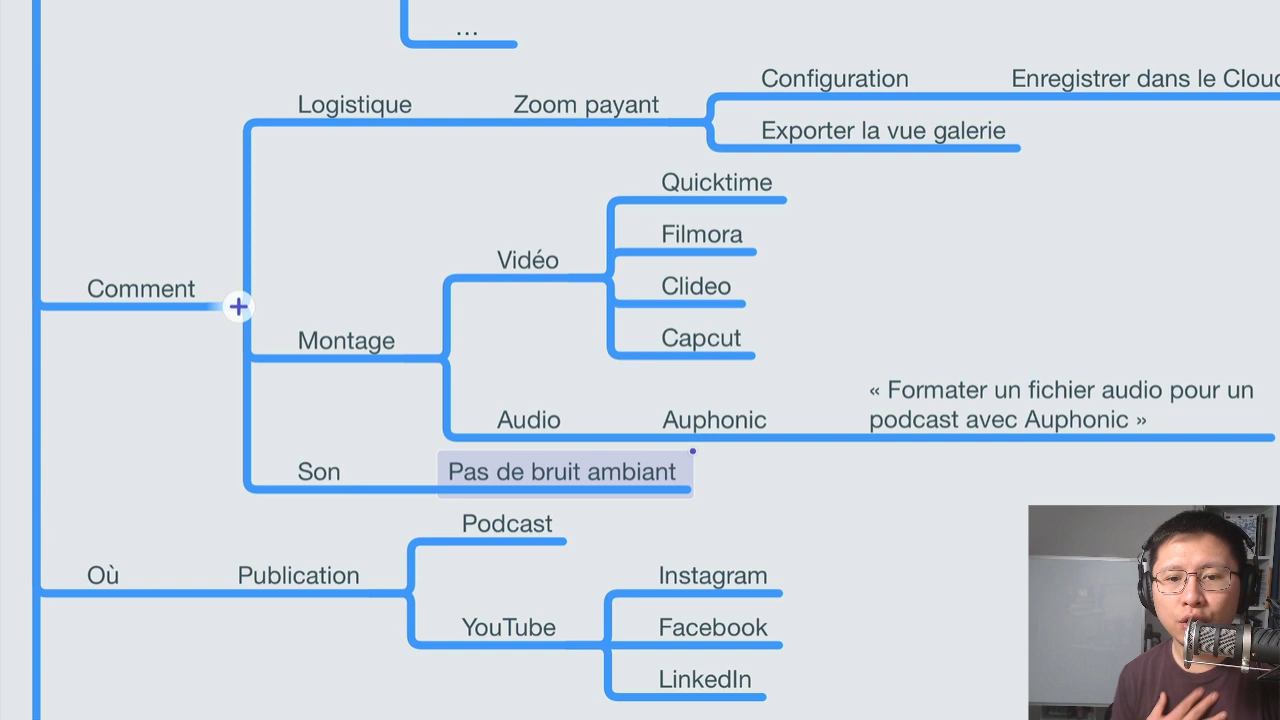 ...
Logistique
Zoom payant
Configuration
Enregistrer dans le Clou
Exporter la vue galerie
Comment
Montage
Vidéo
Quicktime
Filmora
Clideo
Capcut
Audio
Auphonic
« Formater un fichier audio pour un
podcast avec Auphonic »
Son
Pas de bruit ambiant
Où
Publication
Podcast
YouTube
Instagram
Facebook
LinkedIn